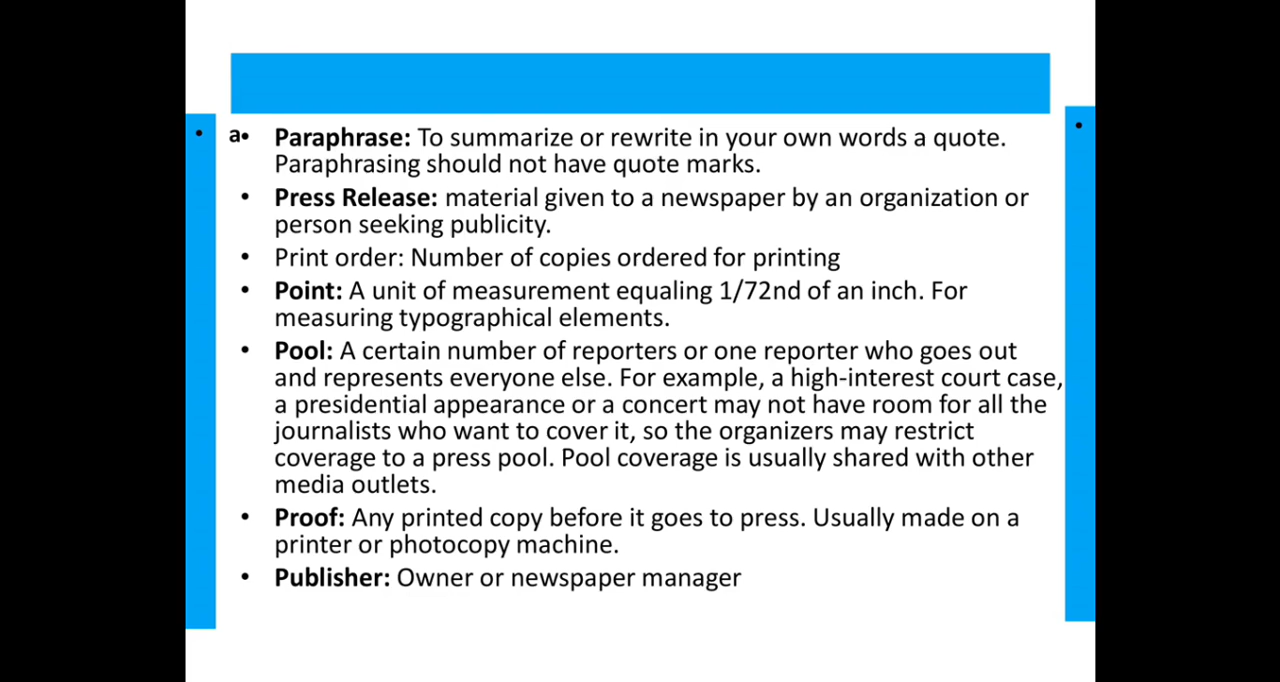 a• Paraphrase: To summarize or rewrite in your own words a quote.
Paraphrasing should not have quote marks.
• Press Release: material given to a newspaper by an organization or
person seeking publicity.
• Print order: Number of copies ordered for printing
• Point: A unit of measurement equaling 1/72nd of an inch. For
measuring typographical elements.
• Pool: A certain number of reporters or one reporter who goes out
and represents everyone else. For example, a high-interest court case,
a presidential appearance or a concert may not have room for all the
journalists who want to cover it, so the organizers may restrict
coverage to a press pool. Pool coverage is usually shared with other
media outlets.
• Proof: Any printed copy before it goes to press. Usually made on a
printer or photocopy machine.
• Publisher: Owner or newspaper manager